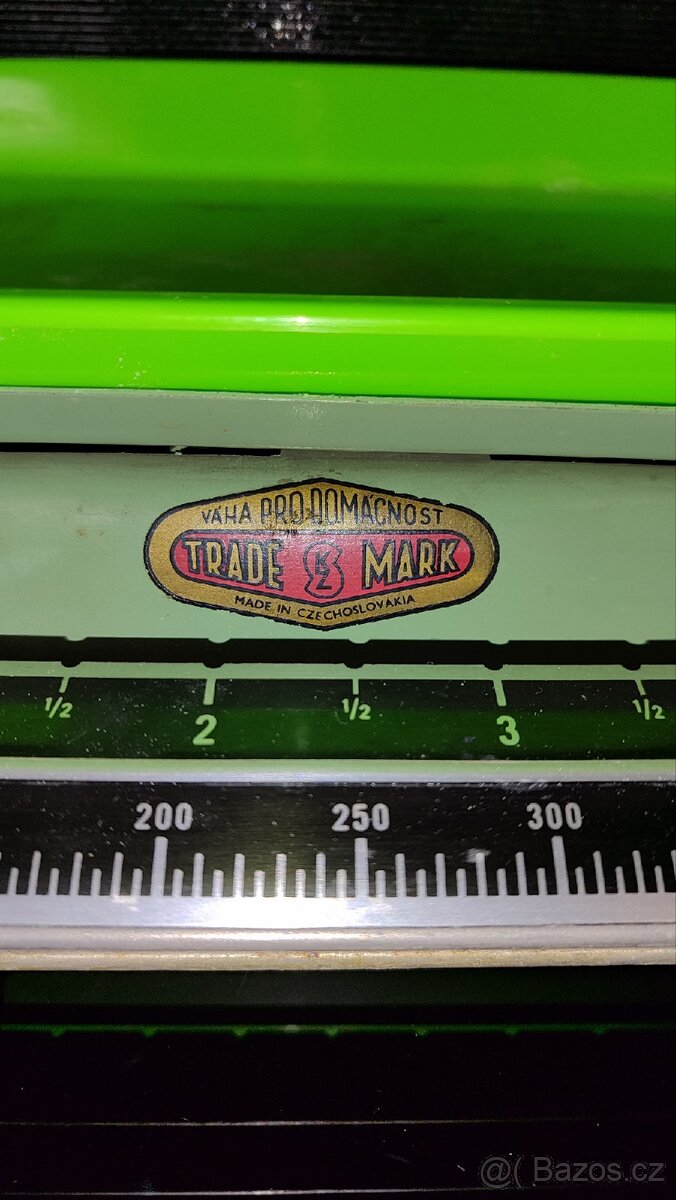 VÁHA PRO DOMÁCNOST
TRADE KZ MARK
MADE IN CZECHOSLOVAKIA
1/2 2 1/2 3 1/2
200 250 300
@( Bazos.cz